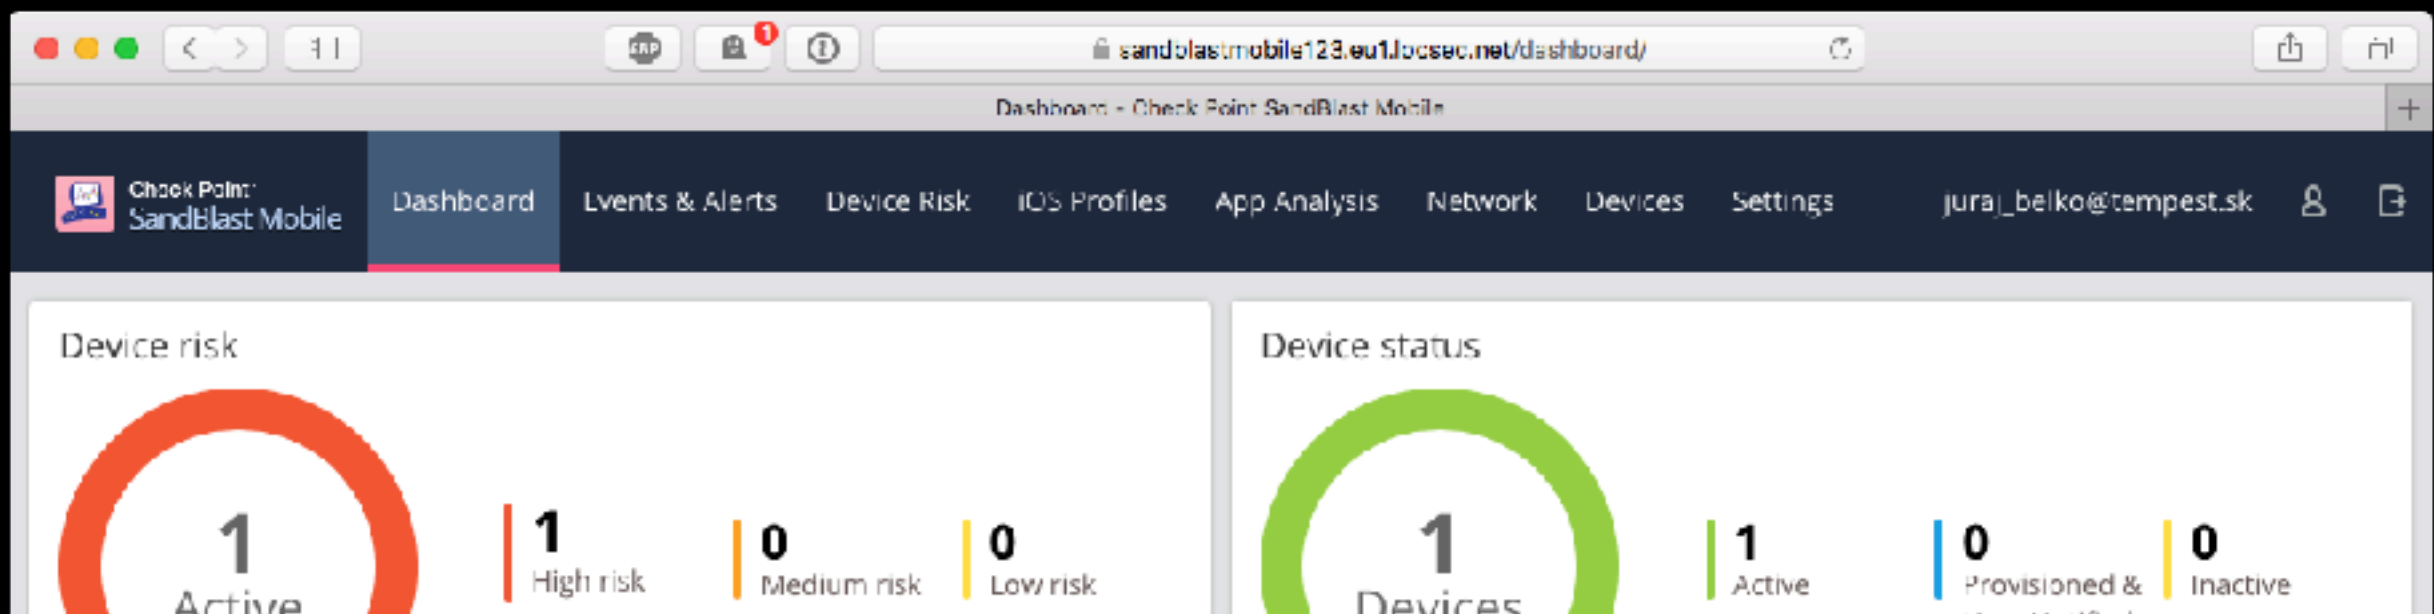 1
sandblastmobile123.eu1.locsec.net/dashboard/
Dashboard - Check Point SandBlast Mobile
Check Point
SandBlast Mobile
Dashboard Events & Alerts Device Risk iOS Profiles App Analysis Network Devices Settings juraj_belko@tempest.sk
Device risk
1
Active
1
High risk
0
Medium risk
0
Low risk
Device status
1
Devices
1
Active
0
Provisioned &
0
Inactive